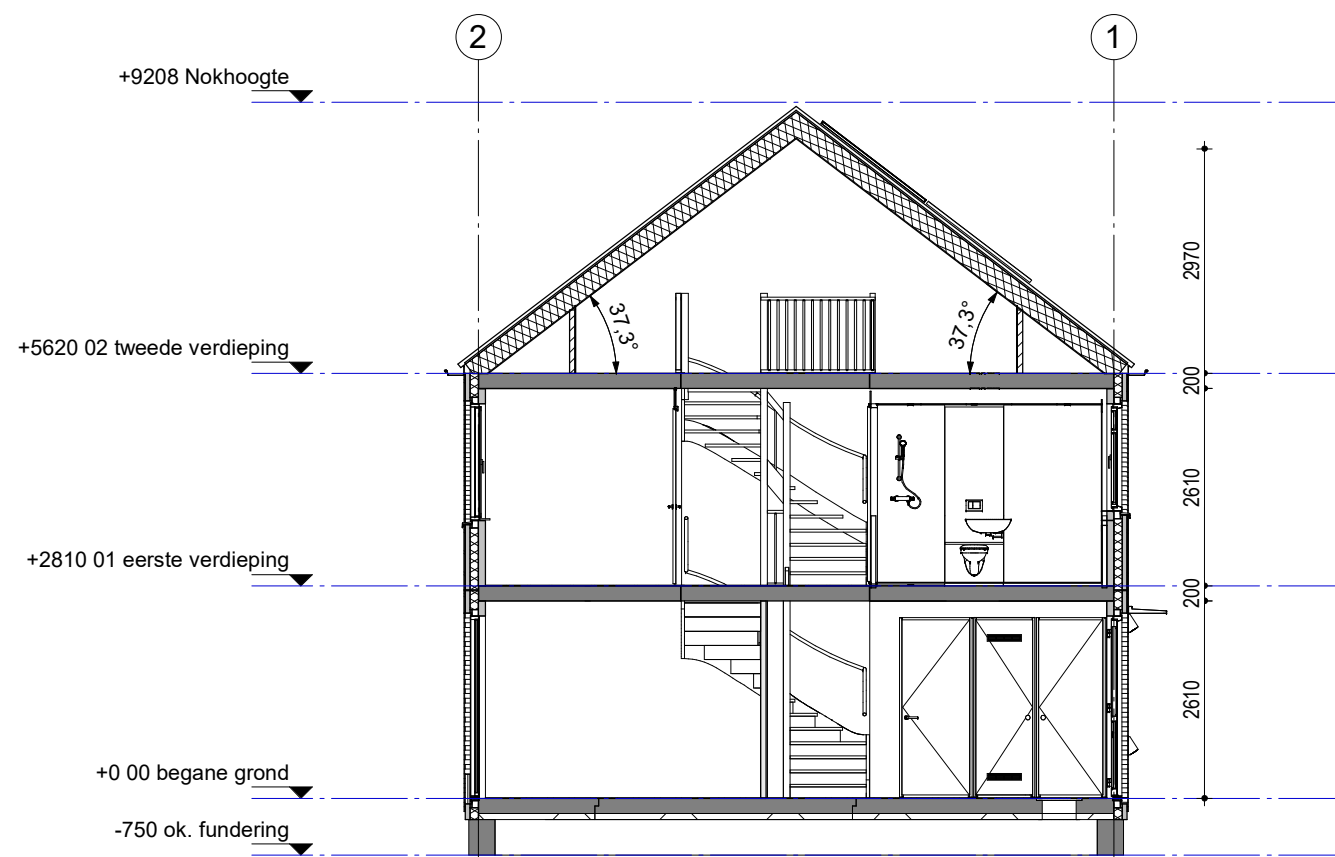 2
1
+9208 Nokhoogte
2970
37,3°
37,3°
+5620 02 tweede verdieping
200
2610
+2810 01 eerste verdieping
200
2610
+0 00 begane grond
-750 ok. fundering